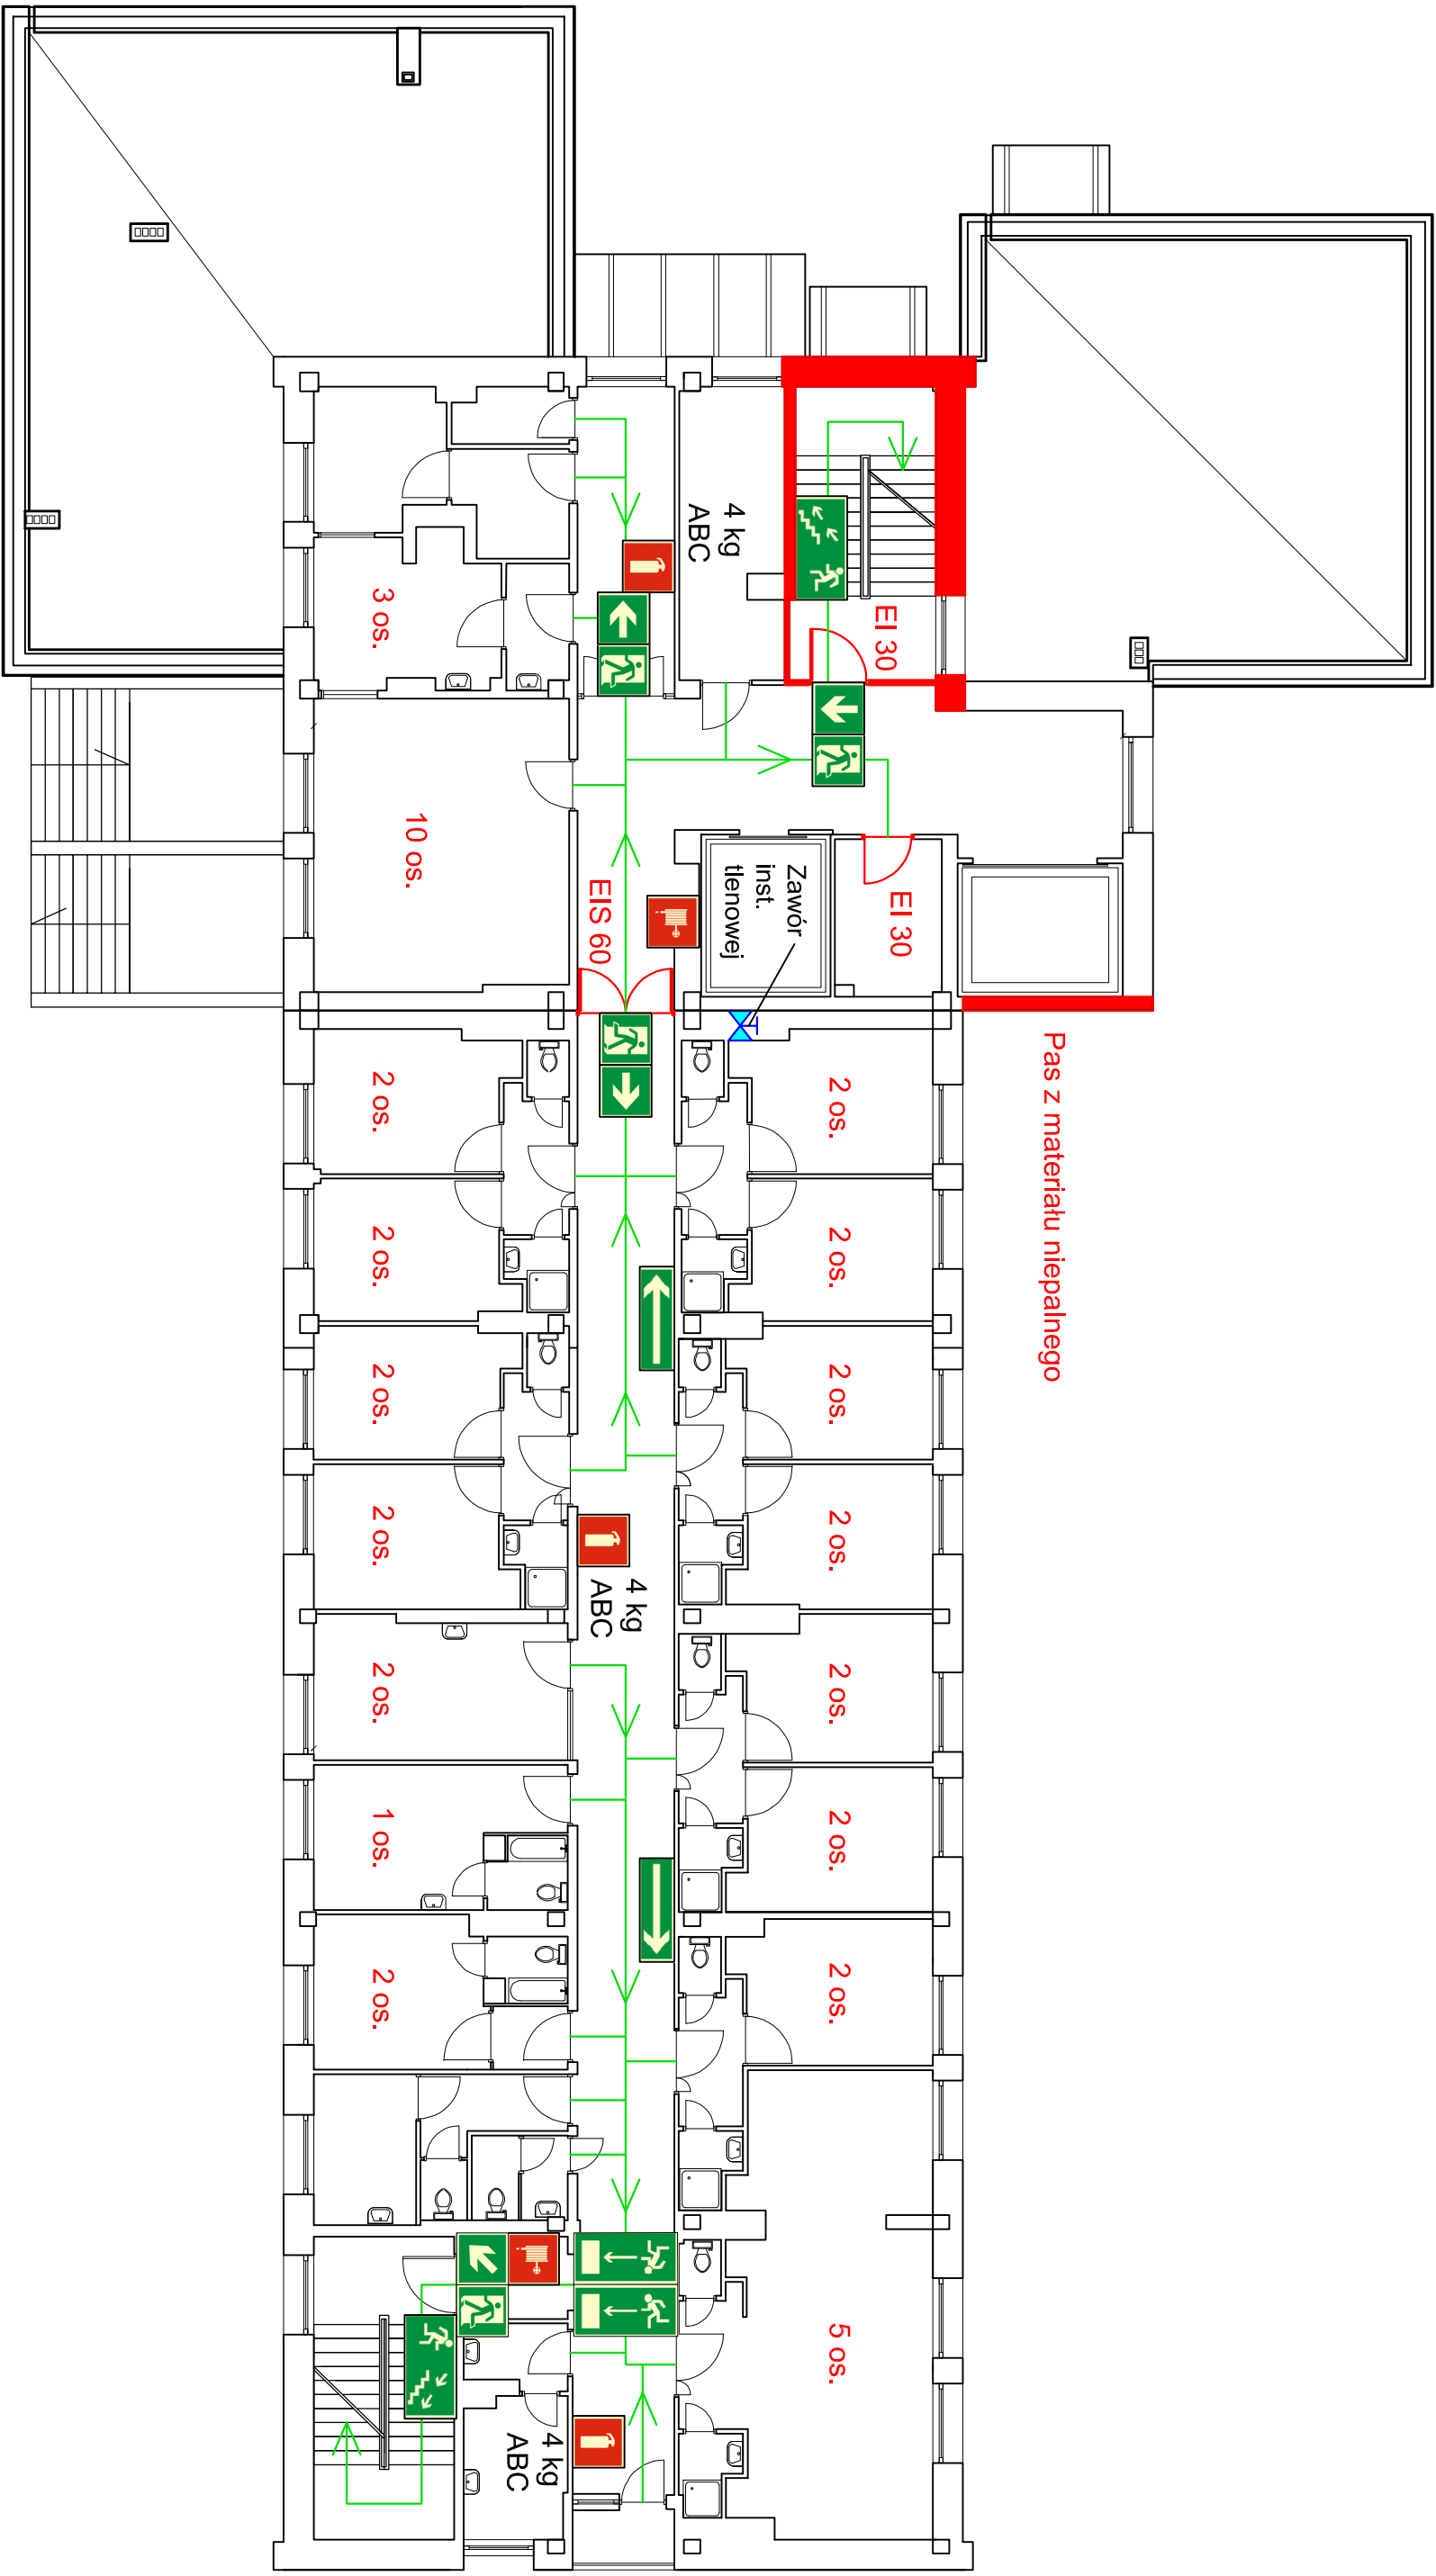 4 kg
ABC
EI 30
3 os.
10 os.
EIS 60
Zawór
inst.
tlenowej
EI 30
Pas z materiału niepalnego
2 os.
2 os.
2 os.
2 os.
2 os.
2 os.
2 os.
5 os.
4 kg
ABC
2 os.
2 os.
2 os.
2 os.
2 os.
1 os.
2 os.
4 kg
ABC